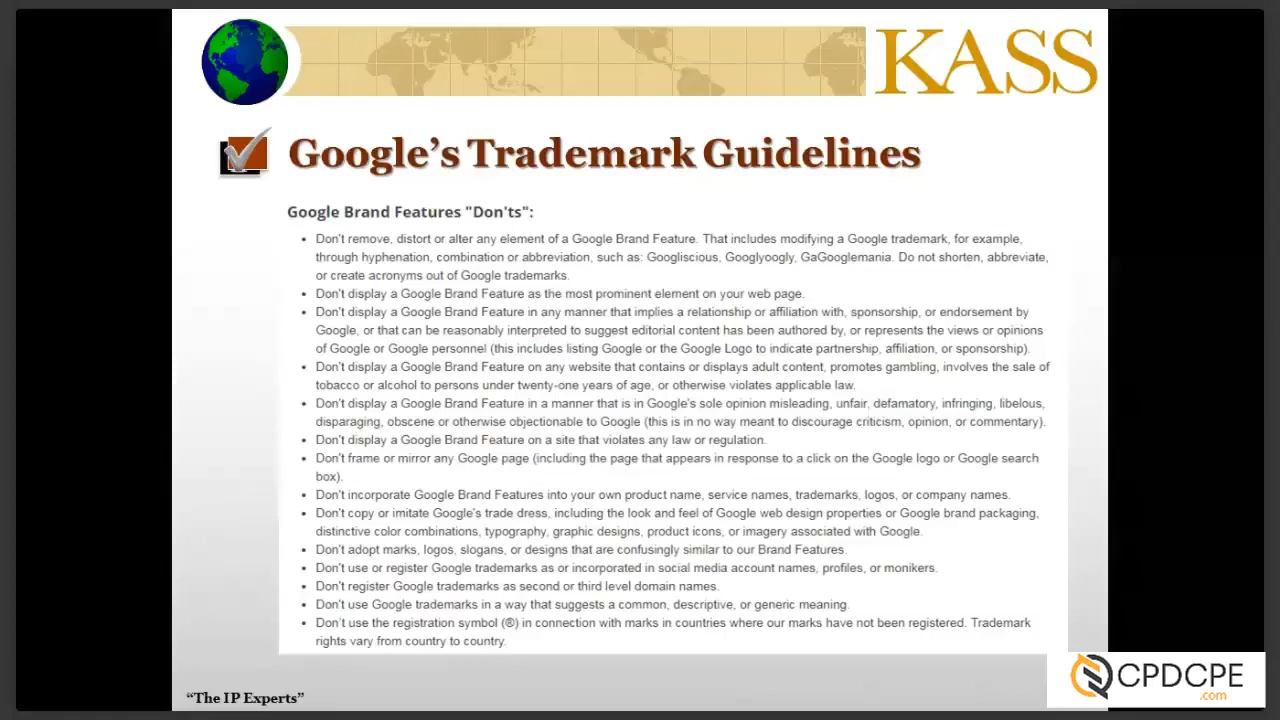 KASS
Google's Trademark Guidelines
Google Brand Features "Don'ts":
• Don't remove, distort or alter any element of a Google Brand Feature. That includes modifying a Google trademark, for example,
through hyphenation, combination or abbreviation, such as: Googliscious, Googlyoogly, GaGooglemania. Do not shorten, abbreviate,
or create acronyms out of Google trademarks.
• Don't display a Google Brand Feature as the most prominent element on your web page.
• Don't display a Google Brand Feature in any manner that implies a relationship or affiliation with, sponsorship, or endorsement by
Google, or that can be reasonably interpreted to suggest editorial content has been authored by, or represents the views or opinions
of Google or Google personnel (this includes listing Google or the Google Logo to indicate partnership, affiliation, or sponsorship).
• Don't display a Google Brand Feature on any website that contains or displays adult content, promotes gambling, involves the sale of
tobacco or alcohol to persons under twenty-one years of age, or otherwise violates applicable law.
• Don't display a Google Brand Feature in a manner that is in Google's sole opinion misleading, unfair, defamatory, infringing, libelous,
disparaging, obscene or otherwise objectionable to Google (this is in no way meant to discourage criticism, opinion, or commentary).
• Don't display a Google Brand Feature on a site that violates any law or regulation.
• Don't frame or mirror any Google page (including the page that appears in response to a click on the Google logo or Google search
box).
• Don't incorporate Google Brand Features into your own product name, service names, trademarks, logos, or company names.
• Don't copy or imitate Google's trade dress, including the look and feel of Google web design properties or Google brand packaging,
distinctive color combinations, typography, graphic designs, product icons, or imagery associated with Google.
• Don't adopt marks, logos, slogans, or designs that are confusingly similar to our Brand Features.
• Don't use or register Google trademarks as or incorporated in social media account names, profiles, or monikers.
• Don't register Google trademarks as second or third level domain names.
• Don't use Google trademarks in a way that suggests a common, descriptive, or generic meaning.
• Don't use the registration symbol (®) in connection with marks in countries where our marks have not been registered. Trademark
rights vary from country to country.
"The IP Experts"
CPDCPE
.com